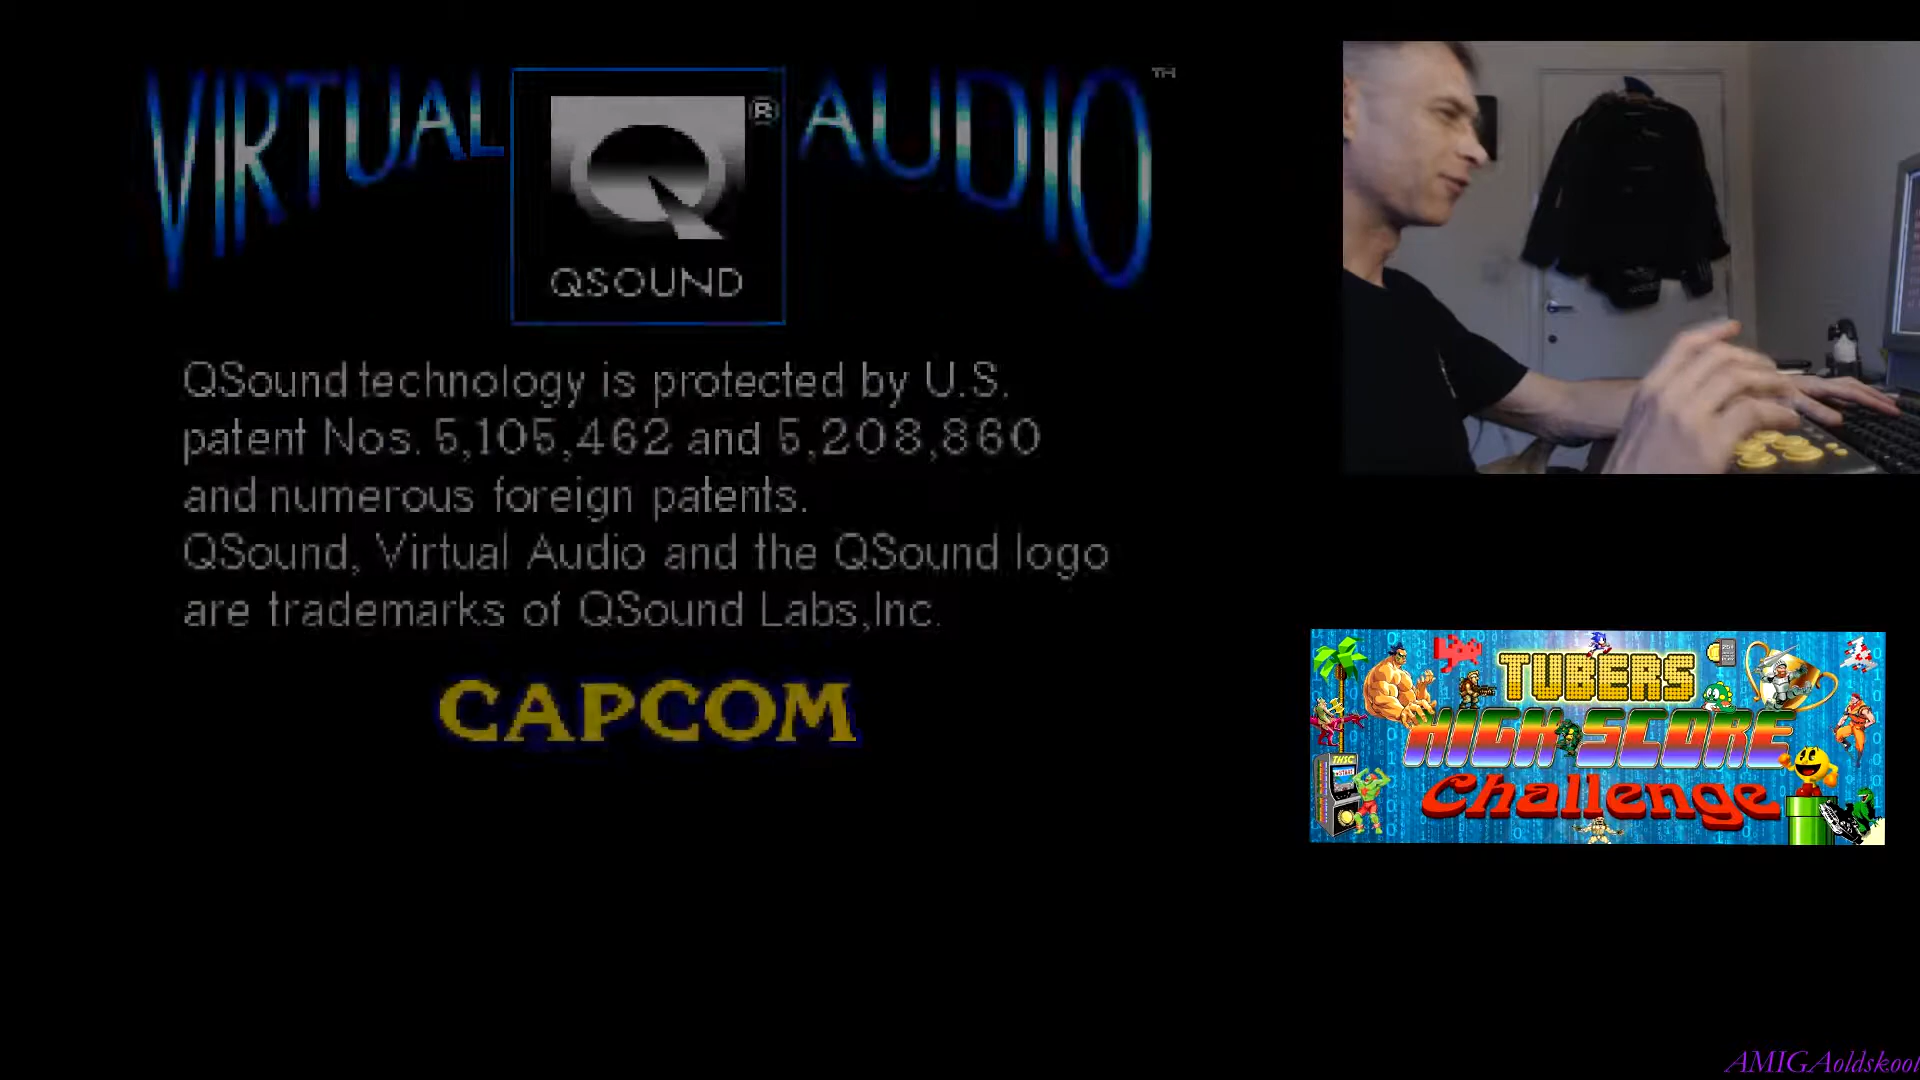 VIRTUAL QSOUND® AUDIO™
QSound technology is protected by U.S.
patent Nos. 5,105,462 and 5,208,860
and numerous foreign patents.
QSound, Virtual Audio and the QSound logo
are trademarks of QSound Labs,Inc.
CAPCOM
TUBERS
HIGH SCORE
Challenge
THSC
AMIGAoldskool